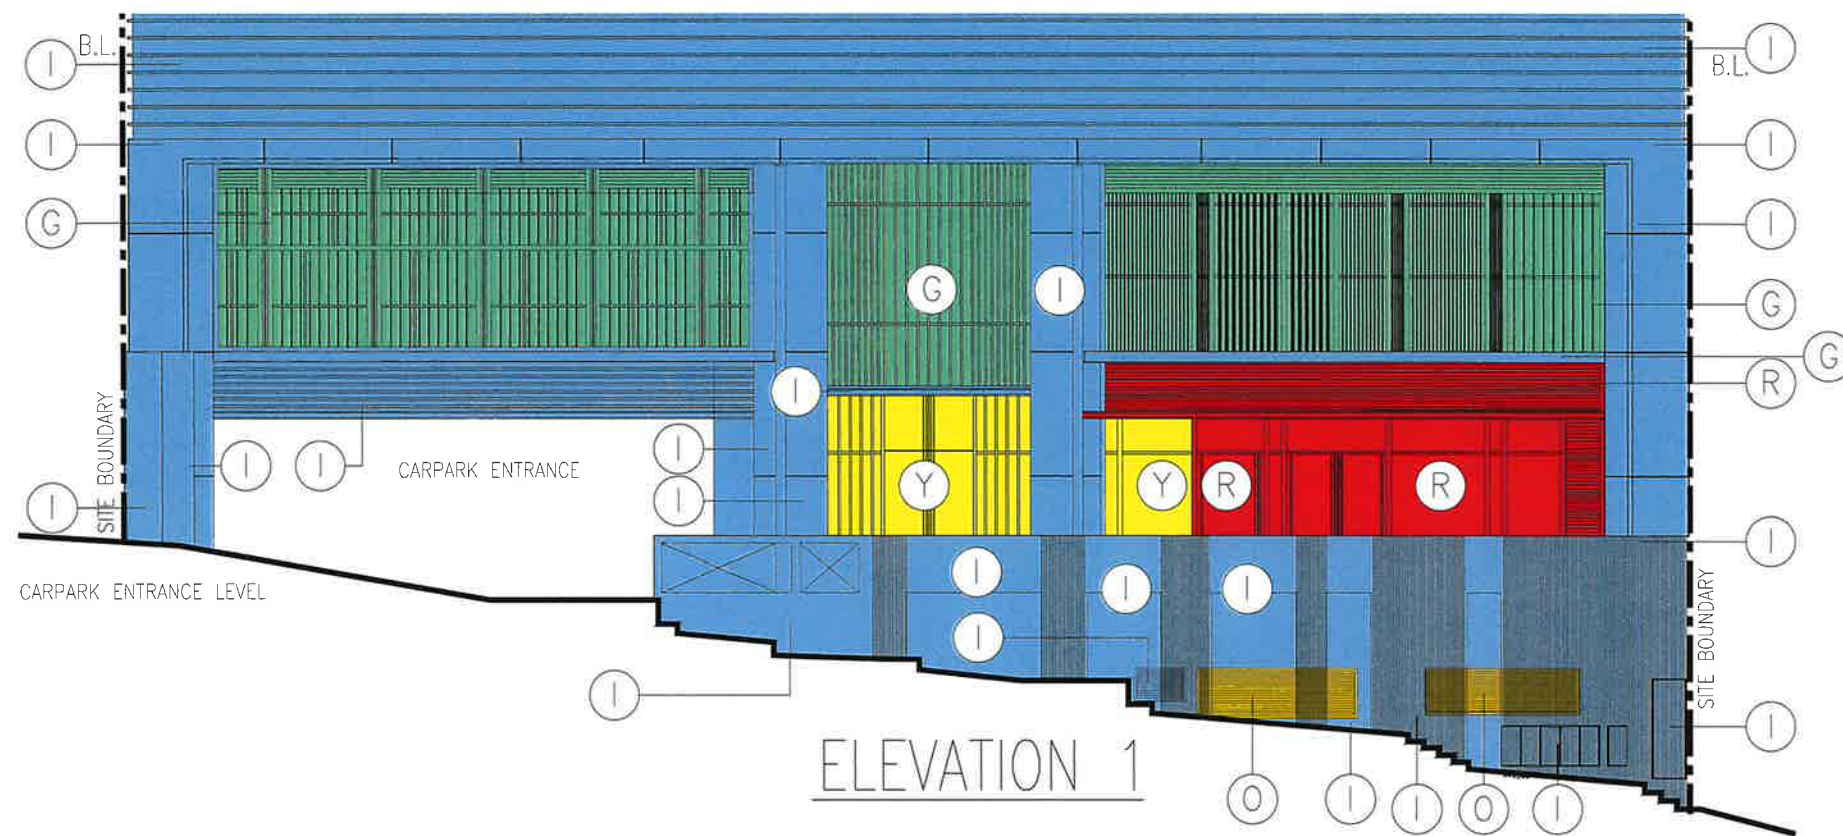 I B.L. I
B.L.
I I
G I
G I G
G
R
I
I
I I CARPARK ENTRANCE
I
Y Y R R
I
SITE BOUNDARY
I
CARPARK ENTRANCE LEVEL
I I I
I
SITE BOUNDARY
I
I
ELEVATION 1
O I I O I